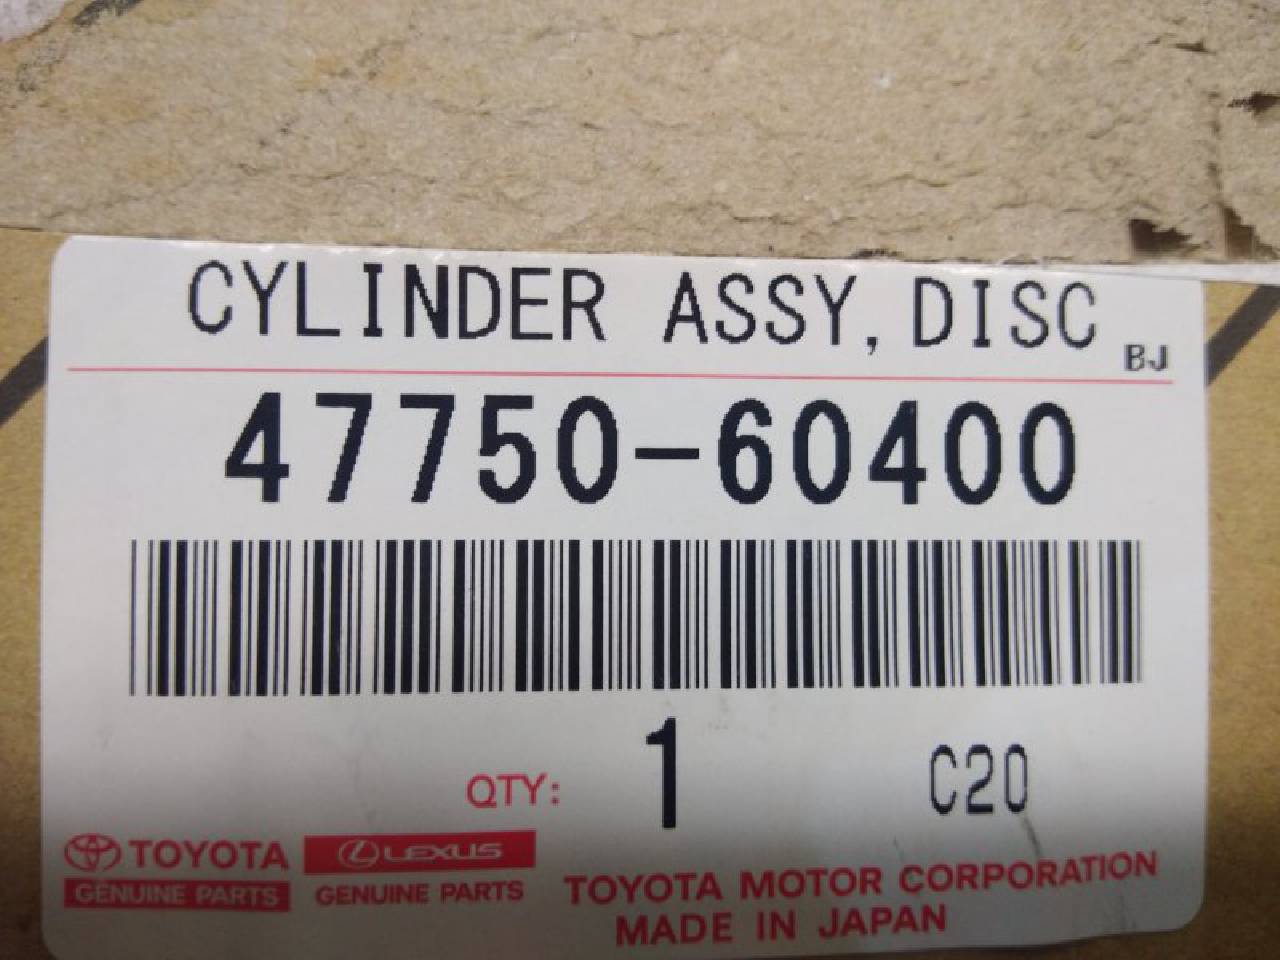 CYLINDER ASSY,DISC
BJ
47750-60400
QTY: 1 C20
TOYOTA
GENUINE PARTS
LEXUS
GENUINE PARTS
TOYOTA MOTOR CORPORATION
MADE IN JAPAN